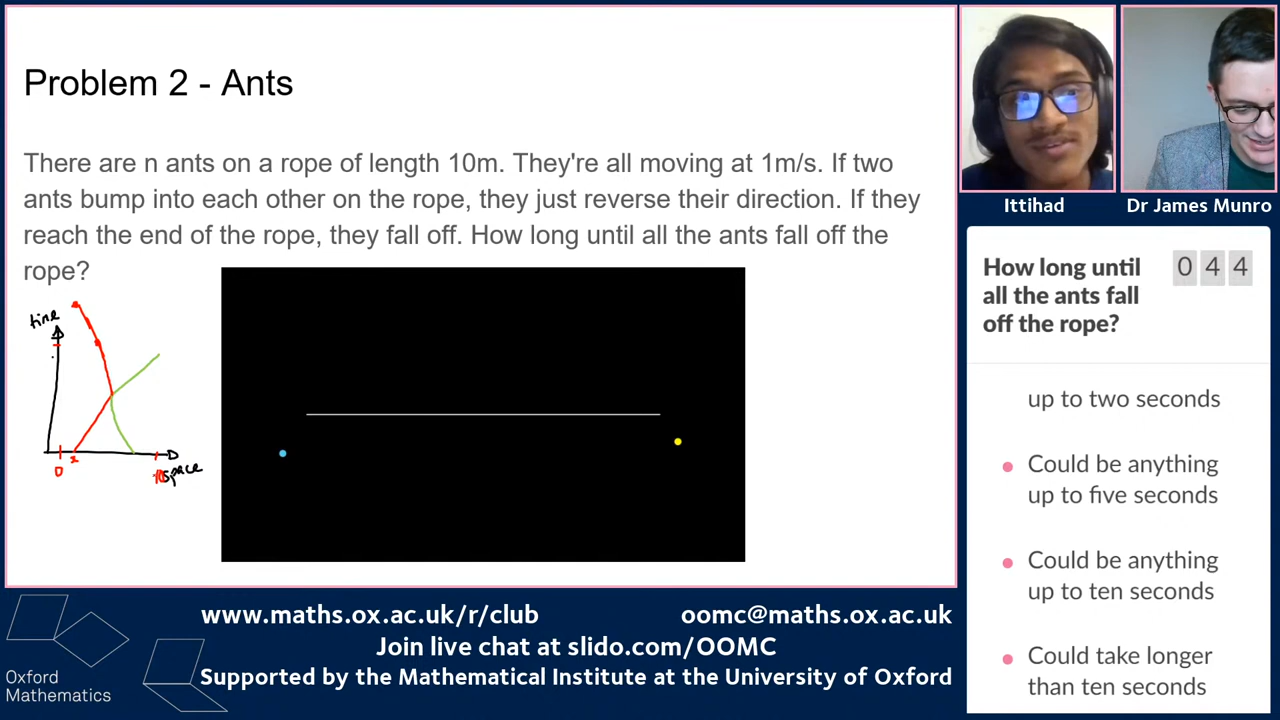 Problem 2 - Ants
There are n ants on a rope of length 10m. They're all moving at 1m/s. If two
ants bump into each other on the rope, they just reverse their direction. If they
reach the end of the rope, they fall off. How long until all the ants fall off the
rope?
time
0
x
space
Ittihad
Dr James Munro
How long until
all the ants fall
off the rope?
044
up to two seconds
Could be anything
up to five seconds
Could be anything
up to ten seconds
Could take longer
than ten seconds
www.maths.ox.ac.uk/r/club oomc@maths.ox.ac.uk
Join live chat at slido.com/OOMC
Supported by the Mathematical Institute at the University of Oxford
Oxford
Mathematics